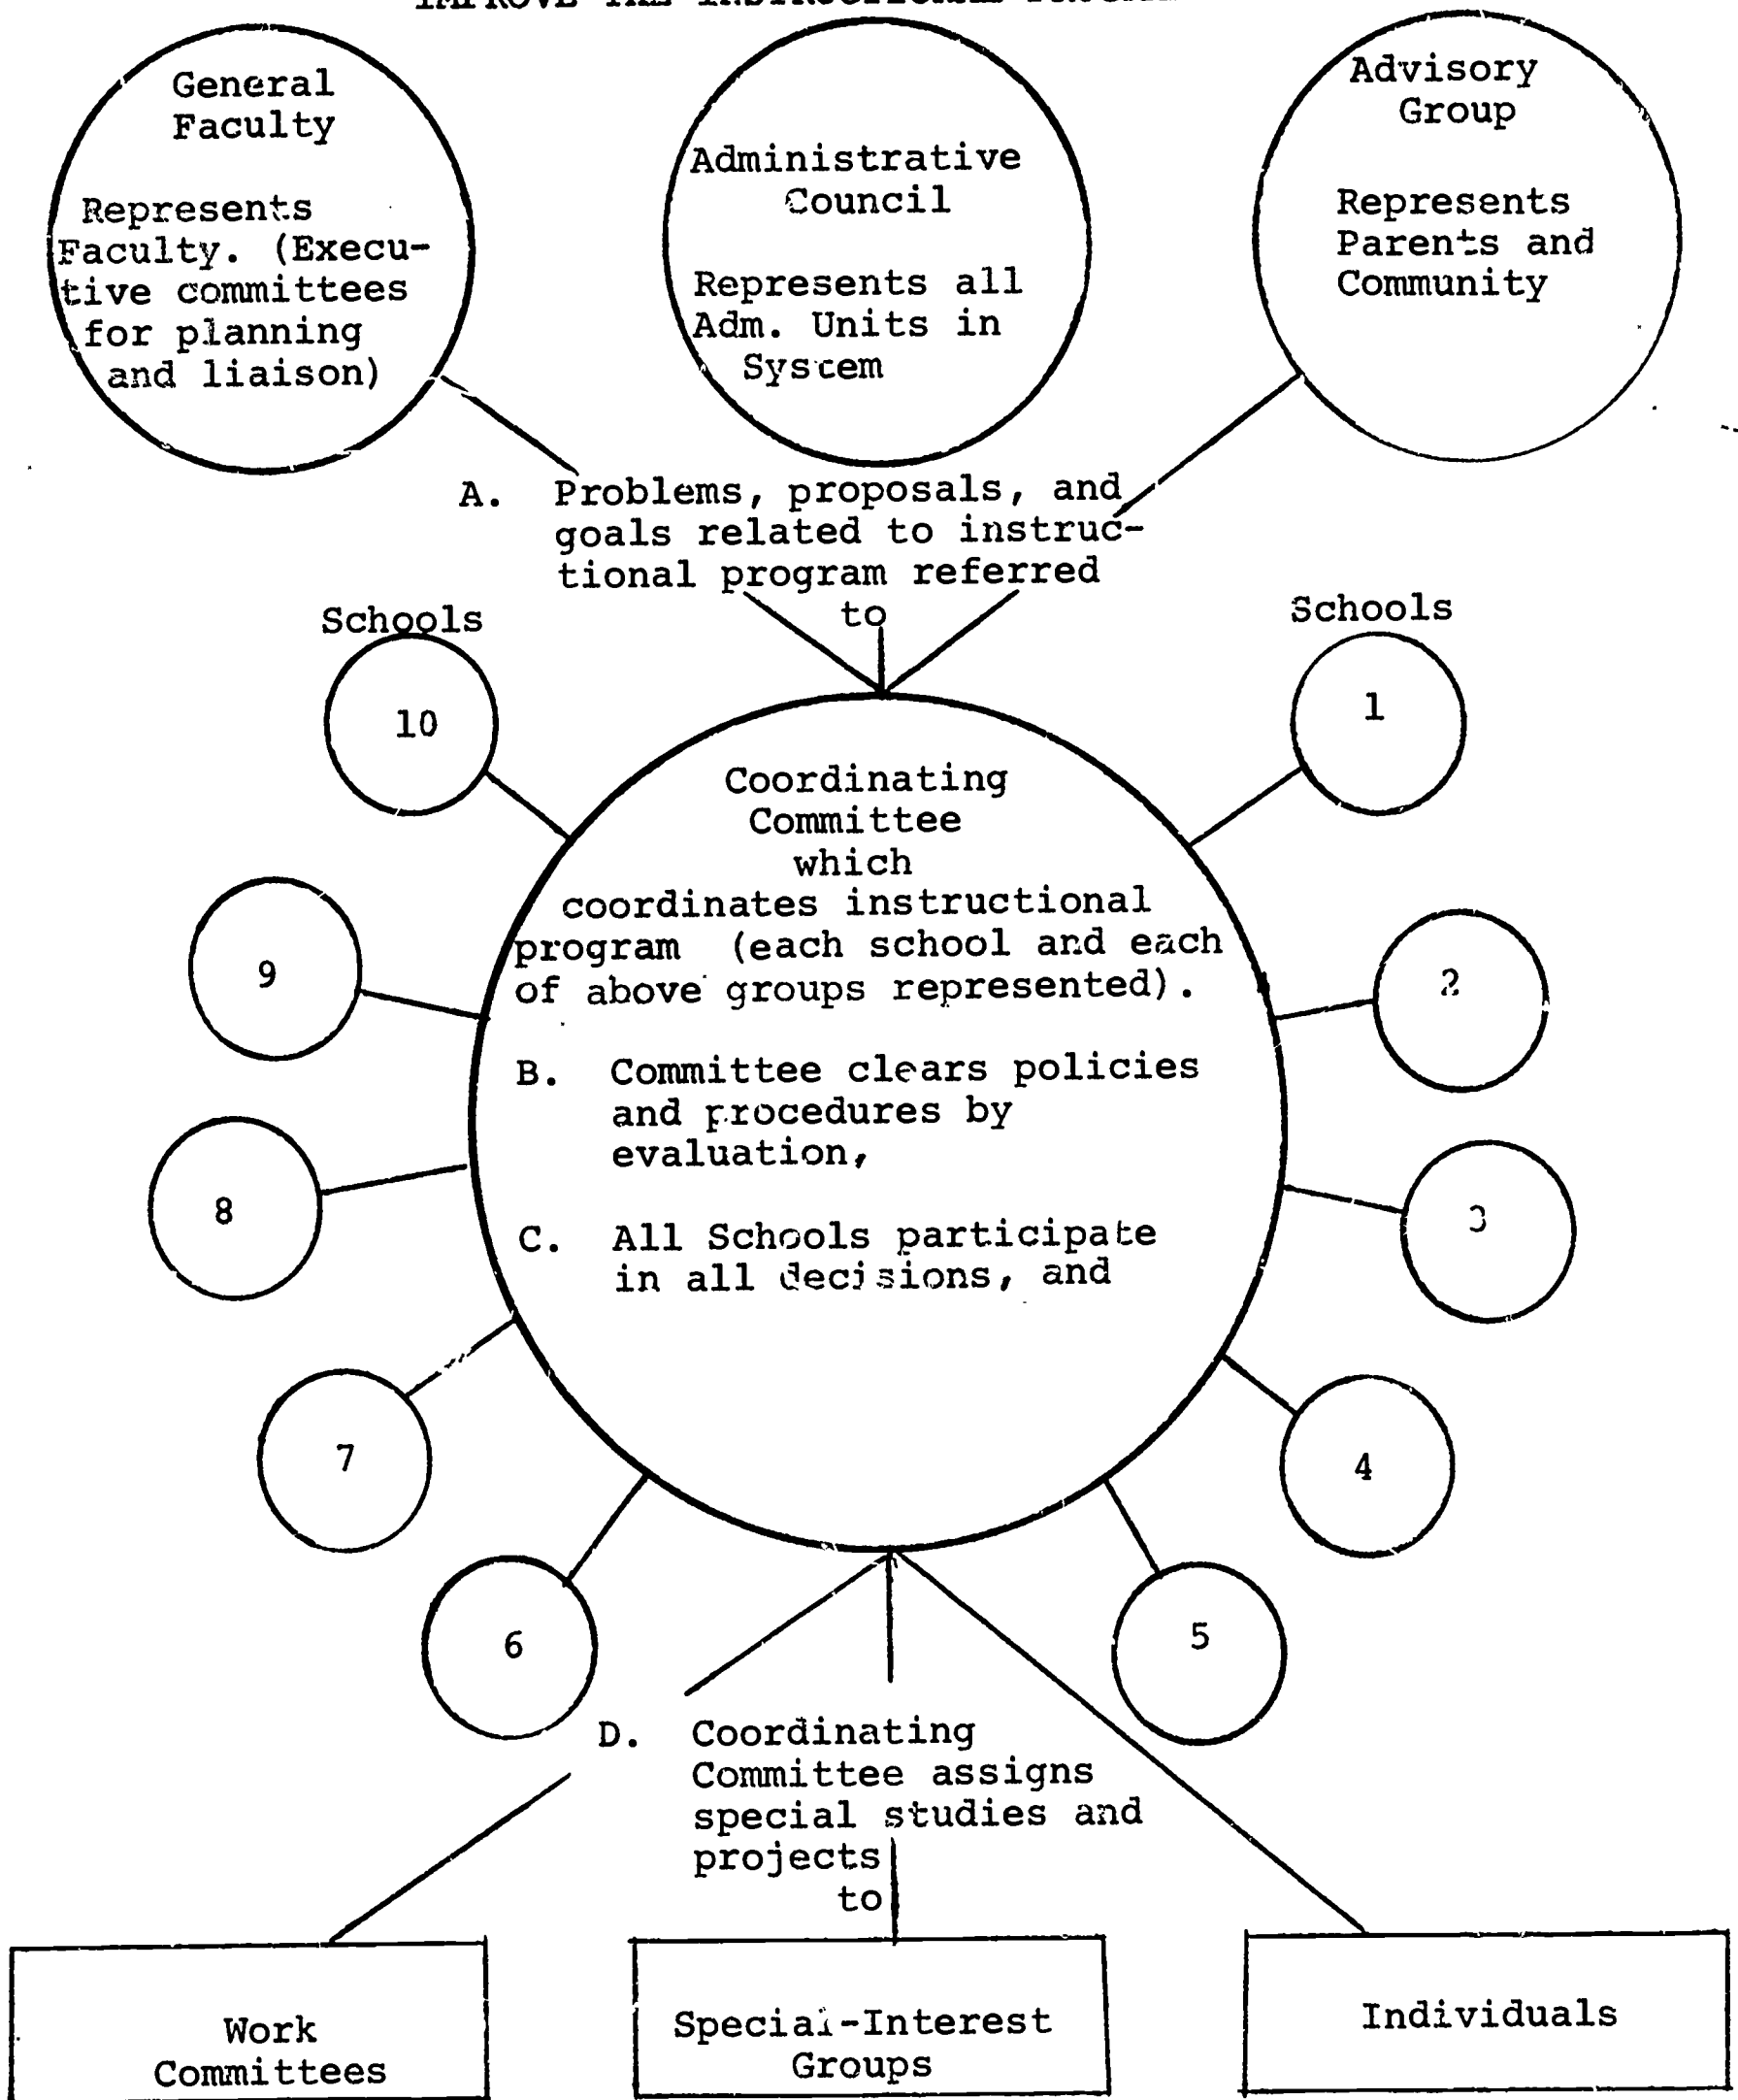 General
Faculty
Represents
Faculty. (Execu-
tive committees
for planning
and liaison)
Administrative
Council
Represents all
Adm. Units in
System
Advisory
Group
Represents
Parents and
Community
A. Problems, proposals, and
goals related to instruc-
tional program referred
to
Schools
Schools
10
1
9
2
8
3
7
4
6
5
Coordinating
Committee
which
coordinates instructional
program (each school and each
of above groups represented).
B. Committee clears policies
and procedures by
evaluation,
C. All Schools participate
in all decisions, and
D. Coordinating
Committee assigns
special studies and
projects
to
Work
Committees
Special-Interest
Groups
Individuals